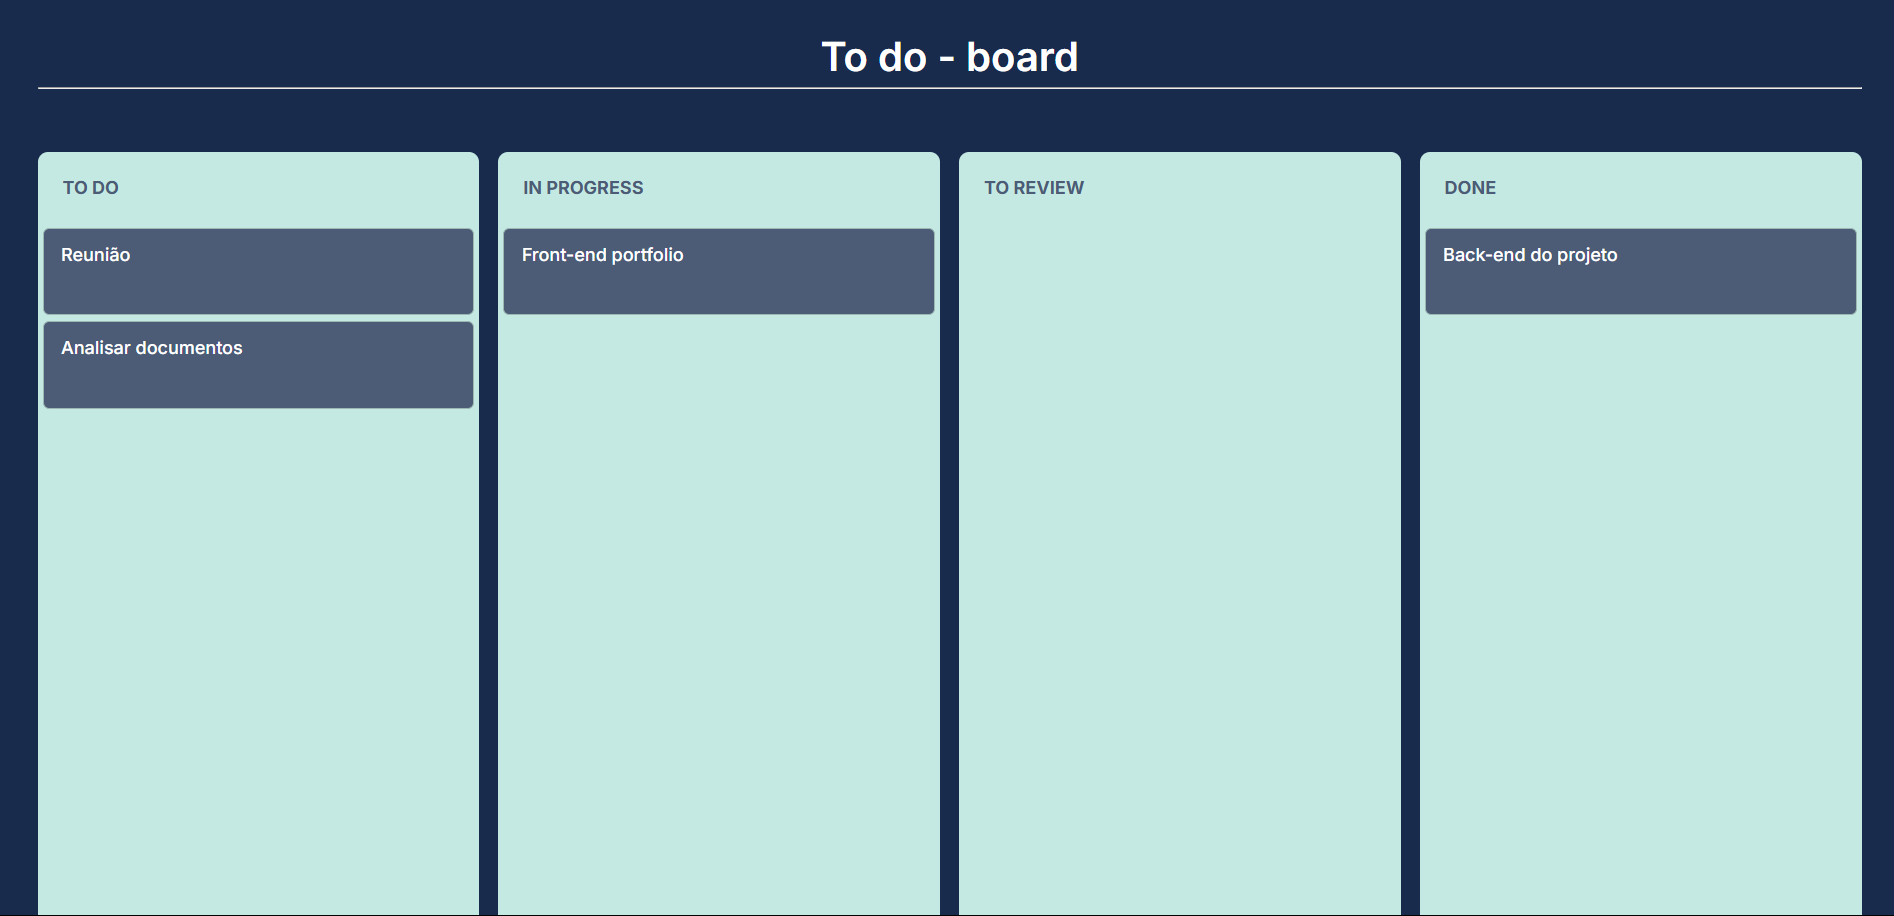 To do - board
TO DO
Reunião
Analisar documentos
IN PROGRESS
Front-end portfolio
TO REVIEW
DONE
Back-end do projeto